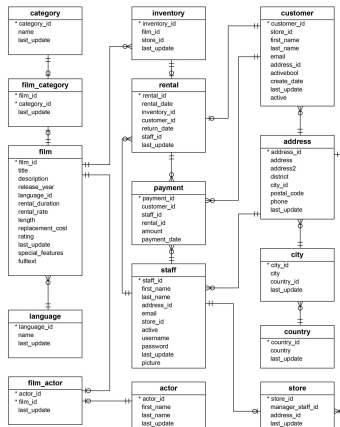 category
* category_id
name
last_update
film_category
* film_id
* category_id
last_update
film
* film_id
title
description
release_year
language_id
rental_duration
rental_rate
length
replacement_cost
rating
last_update
special_features
fulltext
language
* language_id
name
last_update
film_actor
* actor_id
* film_id
last_update
inventory
* inventory_id
film_id
store_id
last_update
rental
* rental_id
rental_date
inventory_id
customer_id
return_date
staff_id
last_update
payment
* payment_id
customer_id
staff_id
rental_id
amount
payment_date
staff
* staff_id
first_name
last_name
address_id
email
store_id
active
username
password
last_update
picture
actor
* actor_id
first_name
last_name
last_update
customer
* customer_id
store_id
first_name
last_name
email
address_id
activebool
create_date
last_update
active
address
* address_id
address
address2
district
city_id
postal_code
phone
last_update
city
* city_id
city
country_id
last_update
country
* country_id
country
last_update
store
* store_id
manager_staff_id
address_id
last_update